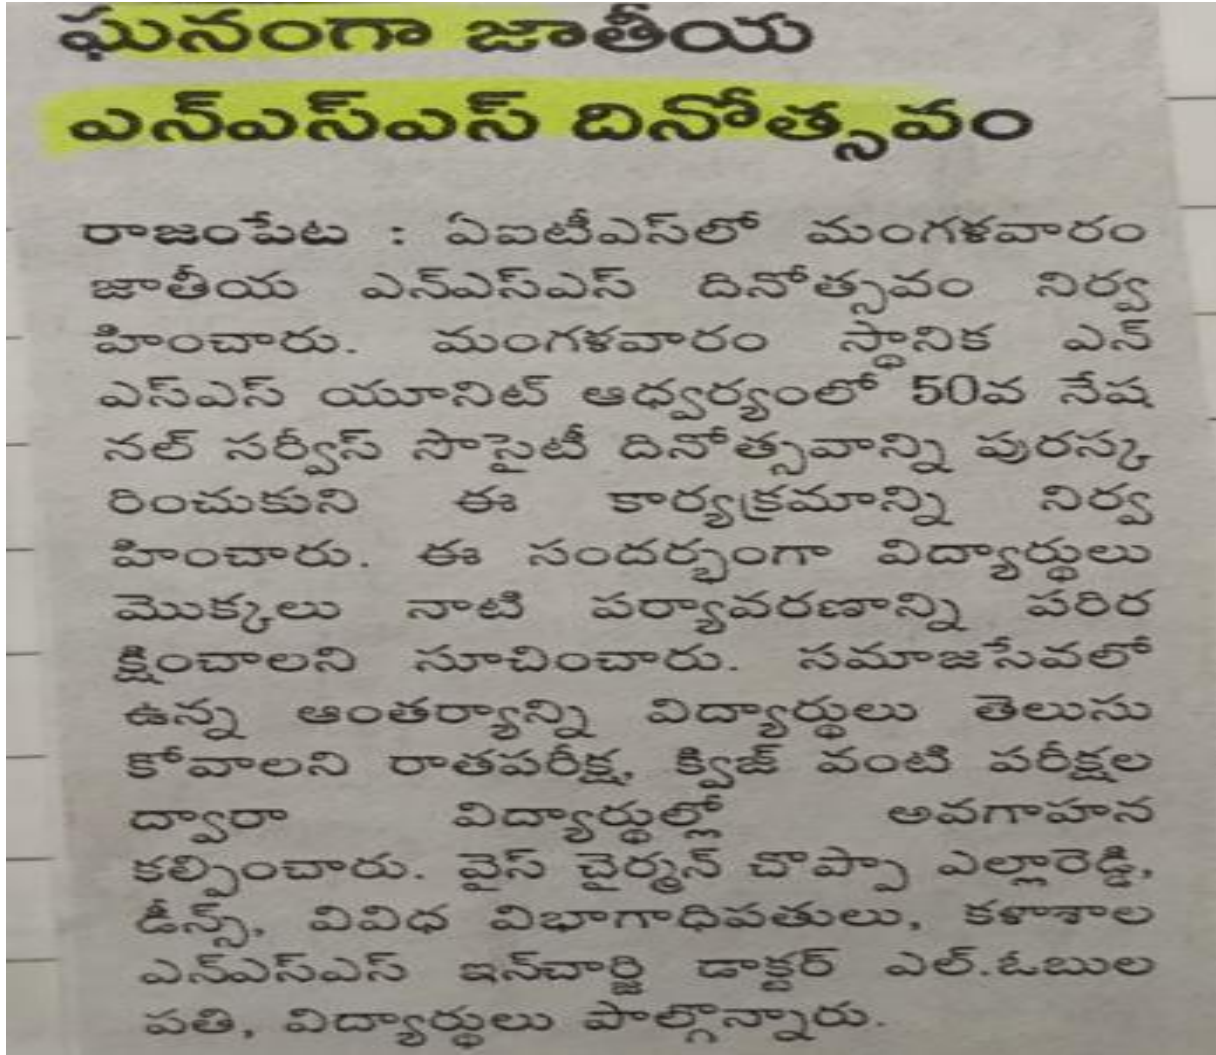 ఘనంగా జాతీయ
ఎన్ఎస్ఎస్ దినోత్సవం
రాజంపేట : ఏఐటీఎస్‌లో మంగళవారం
జాతీయ ఎన్ఎస్ఎస్ దినోత్సవం నిర్వ
హించారు. మంగళవారం స్థానిక ఎన్
ఎస్ఎస్ యూనిట్ ఆధ్వర్యంలో 50వ నేష
నల్ సర్వీస్ సొసైటీ దినోత్సవాన్ని పురస్క
రించుకుని ఈ కార్యక్రమాన్ని నిర్వ
హించారు. ఈ సందర్భంగా విద్యార్థులు
మొక్కలు నాటి పర్యావరణాన్ని పరిర
క్షించాలని సూచించారు. సమాజసేవలో
ఉన్న ఆంతర్యాన్ని విద్యార్థులు తెలుసు
కోవాలని రాతపరీక్ష, క్విజ్ వంటి పరీక్షల
ద్వారా విద్యార్థుల్లో అవగాహన
కల్పించారు. వైస్ చైర్మన్ చొప్పా ఎల్లారెడ్డి,
డీన్స్, వివిధ విభాగాధిపతులు, కళాశాల
ఎన్ఎస్ఎస్ ఇన్‌చార్జి డాక్టర్ ఎల్.ఓబుల
పతి, విద్యార్థులు పాల్గొన్నారు.